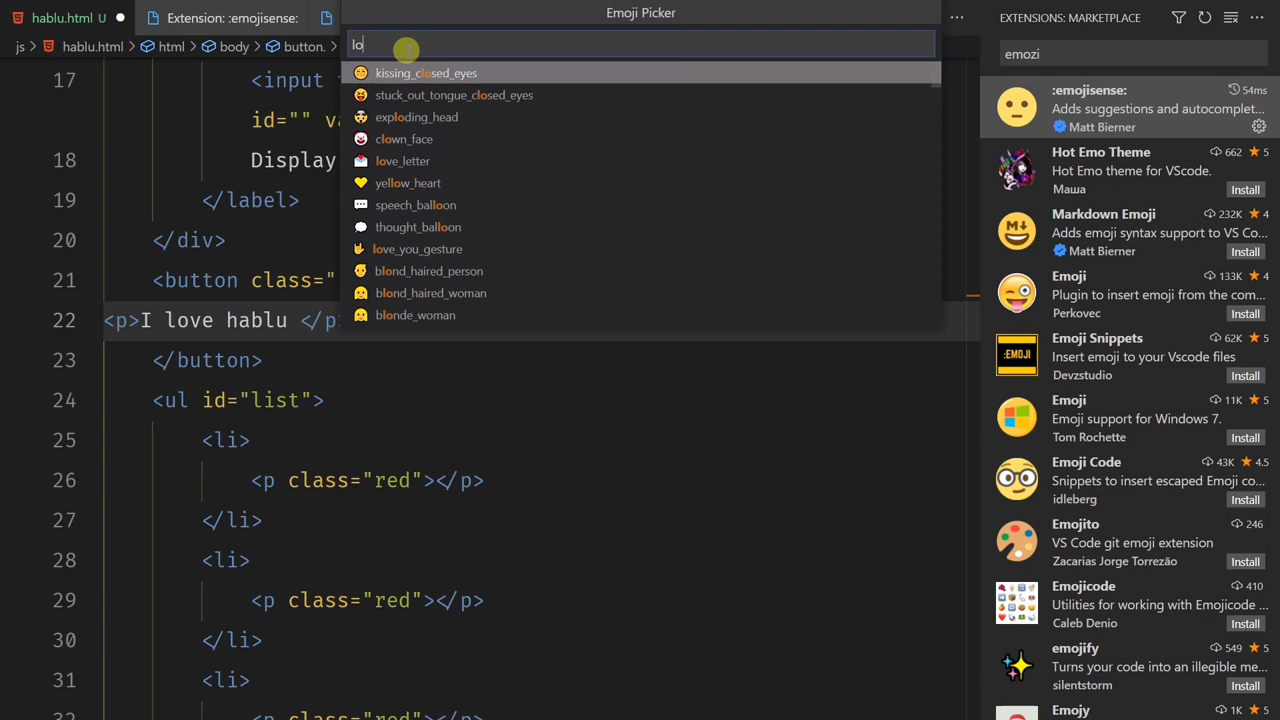 hablu.html U
Extension: :emojisense:
Emoji Picker
EXTENSIONS: MARKETPLACE
js > hablu.html > html > body > button.
lo
emozi
kissing_closed_eyes
stuck_out_tongue_closed_eyes
exploding_head
clown_face
love_letter
yellow_heart
speech_balloon
thought_balloon
love_you_gesture
blond_haired_person
blond_haired_woman
blonde_woman
17 <input
id=""
18 Display
19 </label>
20 </div>
21 <button class="
22 <p>I love hablu
23 </button>
24 <ul id="list">
25 <li>
26 <p class="red"></p>
27 </li>
28 <li>
29 <p class="red"></p>
30 </li>
31 <li>
:emojisense: 54ms
Adds suggestions and autocomplet...
Matt Bierner
Hot Emo Theme 662 5
Hot Emo theme for VSCode.
Маша Install
Markdown Emoji 232K 4
Adds emoji syntax support to VS Co...
Matt Bierner Install
Emoji 133K 4
Plugin to insert emoji from the com...
Perkovec Install
:EMOJI
Emoji Snippets 62K 5
Insert emoji to your Vscode files
Devzstudio Install
Emoji 11K 5
Emoji support for Windows 7.
Tom Rochette Install
Emoji Code 43K 4.5
Snippets to insert escaped Emoji co...
idleberg Install
Emojito 246
VS Code git emoji extension
Zacarias Jorge Torrezão Install
Emojicode 410
Utilities for working with Emojicode ...
Caleb Denio Install
emojify 549 5
Turns your code into an illegible me...
silentstorm Install
Emoji 1K 5